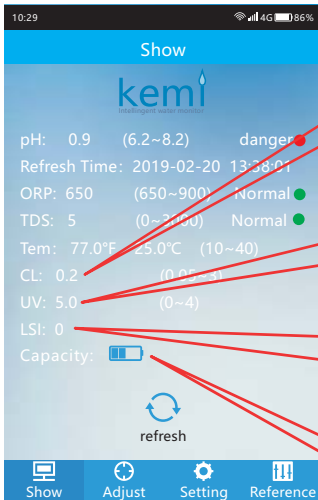 10:29 4G 86%
Show
kemi
Intellengent water monitor
pH: 0.9 (6.2~8.2) danger
Refresh Time: 2019-02-20 13:38:01
ORP: 650 (650~900) Normal
TDS: 5 (0~3000) Normal
Tem: 77.0°F 25.0℃ (10~40)
CL: 0.2 (0.05~3)
UV: 5.0 (0~4)
LSI: 0
Capacity:
refresh
Show Adjust Setting Reference